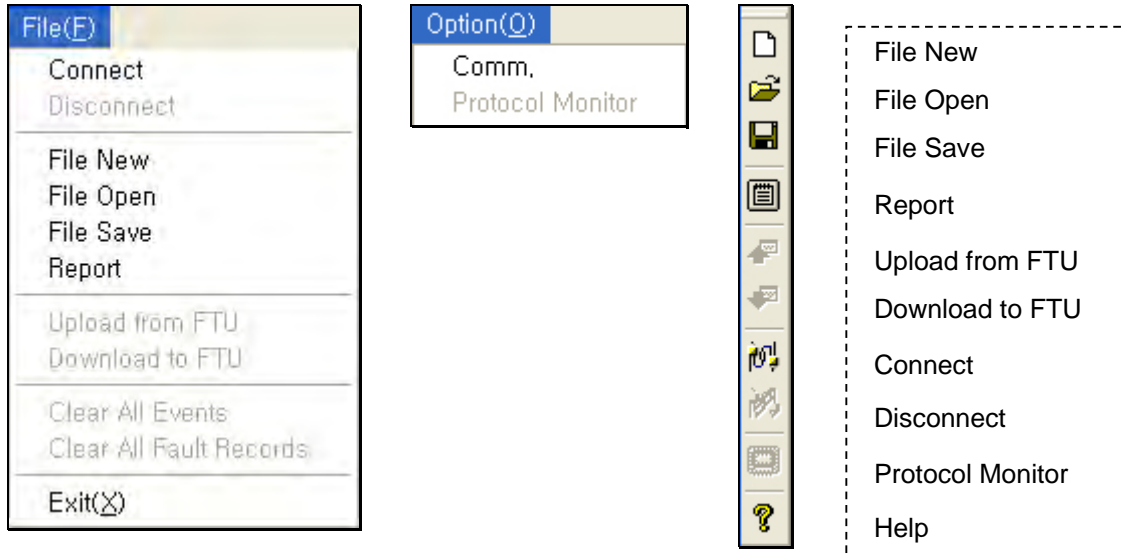 File(F)
Connect
Disconnect
File New
File Open
File Save
Report
Upload from FTU
Download to FTU
Clear All Events
Clear All Fault Records
Exit(X)
Option(O)
Comm,
Protocol Monitor
File New
File Open
File Save
Report
Upload from FTU
Download to FTU
Connect
Disconnect
Protocol Monitor
Help